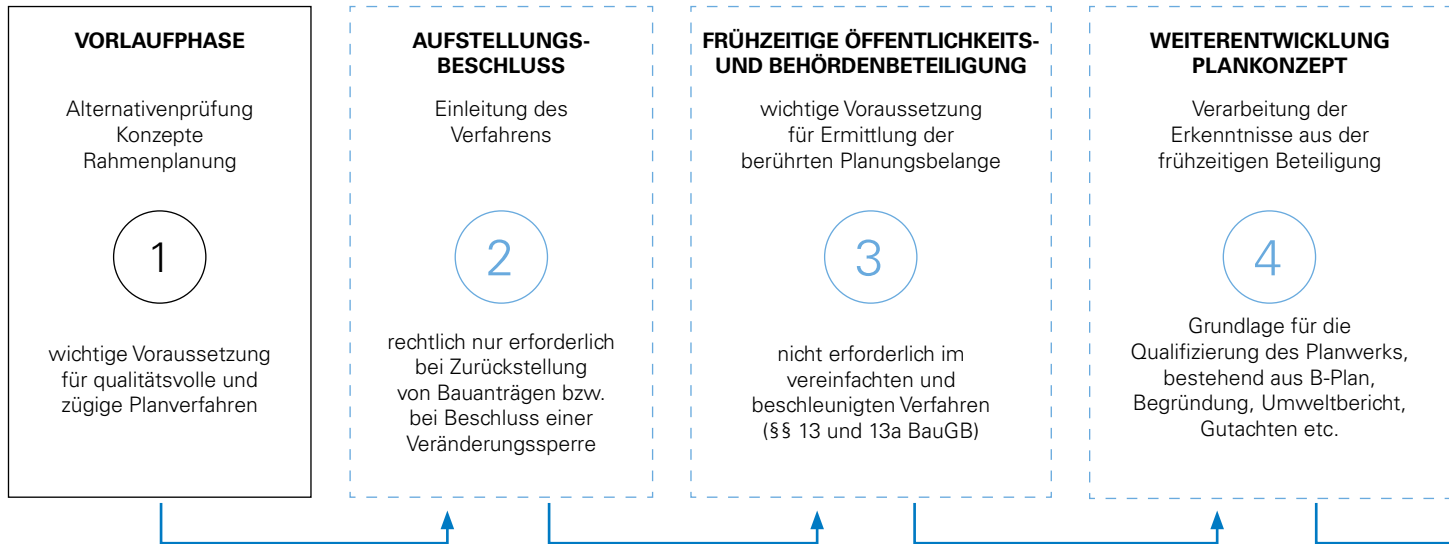 VORLAUFPHASE
Alternativenprüfung
Konzepte
Rahmenplanung
1
wichtige Voraussetzung
für qualitätsvolle und
zügige Planverfahren
AUFSTELLUNGS-
BESCHLUSS
Einleitung des
Verfahrens
2
rechtlich nur erforderlich
bei Zurückstellung
von Bauanträgen bzw.
bei Beschluss einer
Veränderungssperre
FRÜHZEITIGE ÖFFENTLICHKEITS-
UND BEHÖRDENBETEILIGUNG
wichtige Voraussetzung
für Ermittlung der
berührten Planungsbelange
3
nicht erforderlich im
vereinfachten und
beschleunigten Verfahren
(§§ 13 und 13a BauGB)
WEITERENTWICKLUNG
PLANKONZEPT
Verarbeitung der
Erkenntnisse aus der
frühzeitigen Beteiligung
4
Grundlage für die
Qualifizierung des Planwerks,
bestehend aus B-Plan,
Begründung, Umweltbericht,
Gutachten etc.